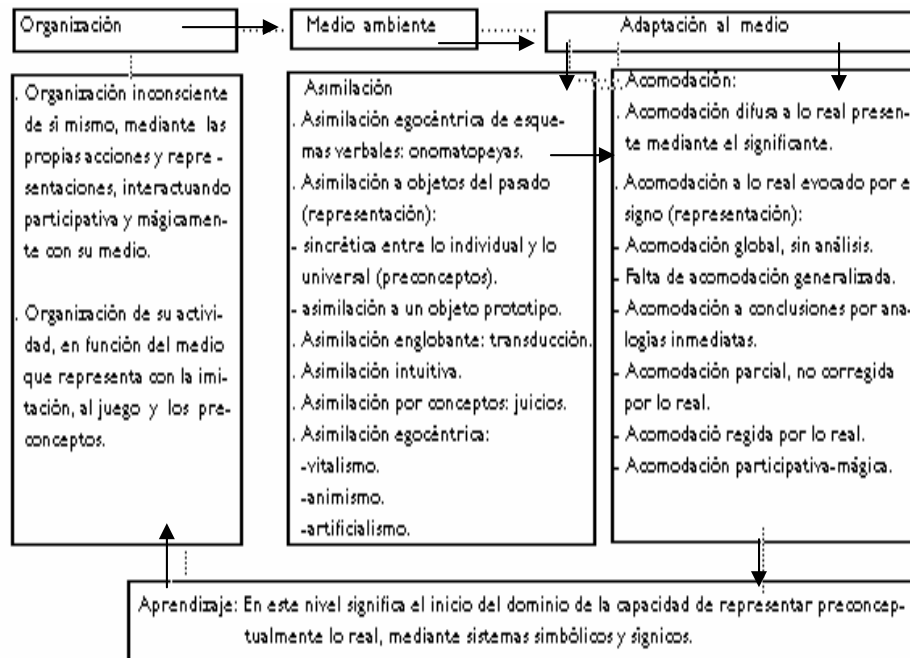 Organización
Medio ambiente
Adaptación al medio
. Organización inconsciente
de si mismo, mediante las
propias acciones y repre -
sentaciones, interactuando
participativa y mágicamen-
te con su medio.
. Organización de su activi-
dad, en función del medio
que representa con la imi-
tación, al juego y los pre-
conceptos.
Asimilación
. Asimilación egocéntrica de esque-
mas verbales: onomatopeyas.
. Asimilación a objetos del pasado
(representación):
- sincrética entre lo individual y lo
universal (preconceptos).
- asimilación a un objeto prototipo.
. Asimilación englobante: transducción.
. Asimilación intuitiva.
. Asimilación por conceptos: juicios.
. Asimilación egocéntrica:
-vitalismo.
-animismo.
-artificialismo.
Acomodación:
- Acomodación difusa a lo real presen-
te mediante el significante.
. Acomodación a lo real evocado por e
signo (representación):
- Acomodación global, sin análisis.
- Falta de acomodación generalizada.
- Acomodación a conclusiones por ana-
logías inmediatas.
- Acomodación parcial, no corregida
por lo real.
- Acomodació regida por lo real.
- Acomodación participativa-mágica.
Aprendizaje: En este nivel significa el inicio del dominio de la capacidad de representar preconcep-
tualmente lo real, mediante sistemas simbólicos y sígnicos.